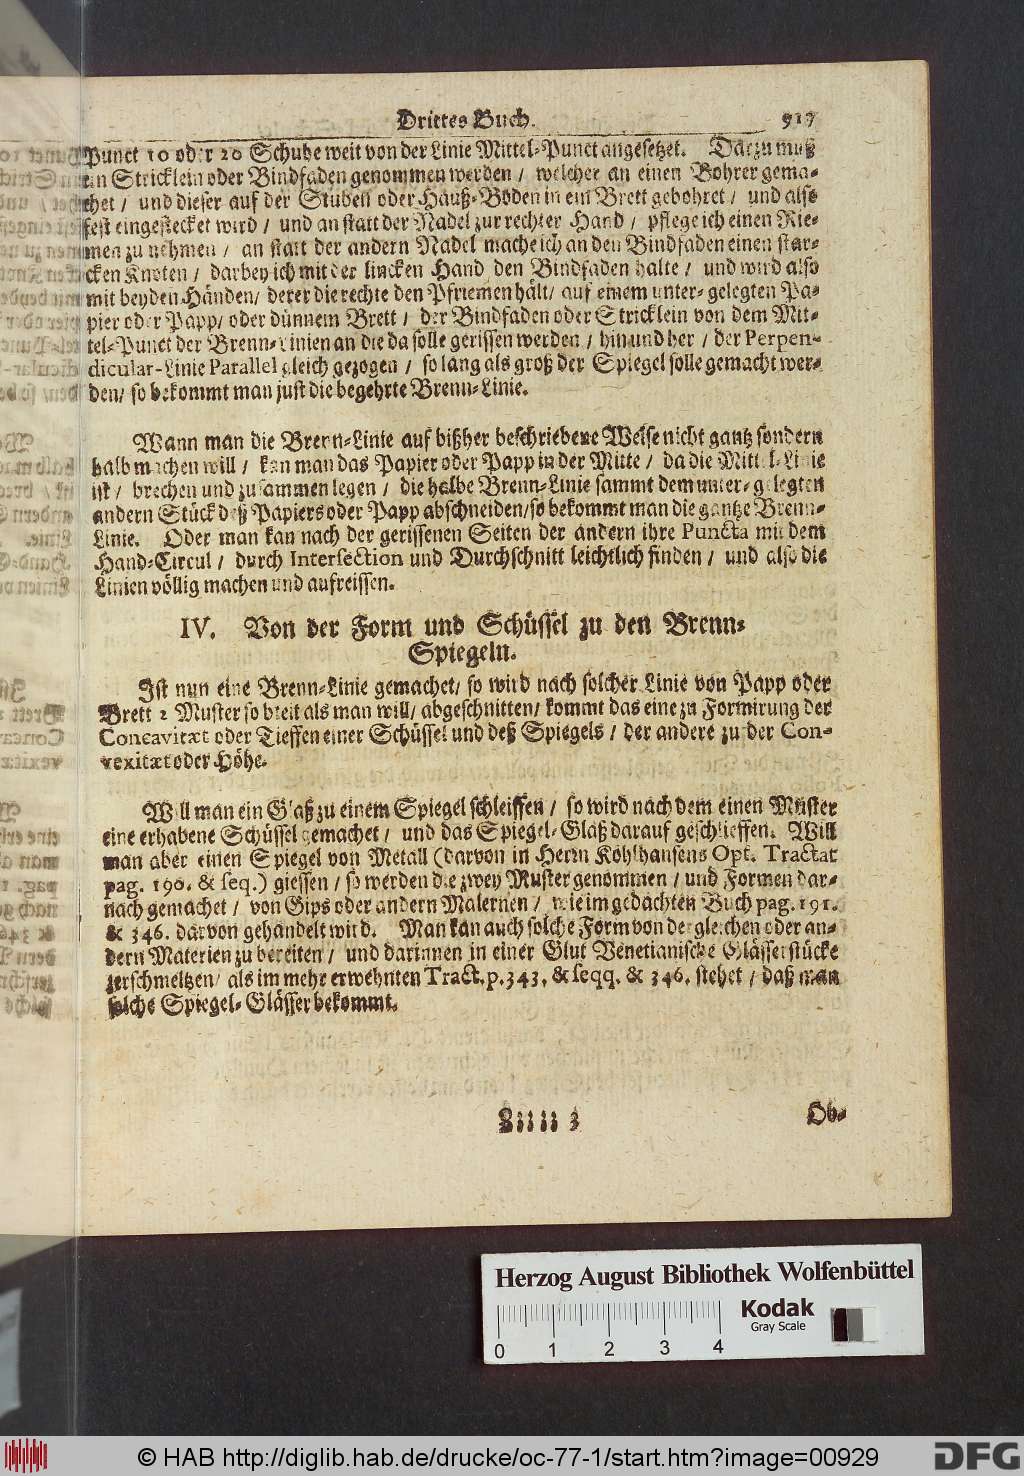 Drittes Buch. 917
Punct 10 oder 20 Schuhe weit von der Linie Mittel-Punct angesetzet. Darzu muß
ein Stricklein oder Bindfaden genommen werden / welcher an einen Bohrer gema-
chet / und dieser auf der Stuben oder Hauß-Böden in ein Brett gebohret / und also
fest eingestecket wird / und an statt der Nadel zur rechter Hand / pflege ich einen Rie-
men zu nehmen / an statt der andern Nadel mache ich an den Bindfaden einen star-
cken Knoten / darbey ich mit der lincken Hand den Bindfaden halte / und wird also
mit beyden Händen / derer die rechte den Pfriemen hält / auf einem unter-gelegten Pa-
pier oder Papp / oder dünnem Brett / der Bindfaden oder Stricklein von dem Mit-
tel-Punct der Brenn-Linien an die da solle gerissen werden / hin und her / der Perpen-
dicular-Linie Parallel gleich gezogen / so lang als groß der Spiegel solle gemacht wer-
den / so bekommt man just die begehrte Brenn-Linie.
Wann man die Brenn-Linie auf bißher beschriebene Weise nicht gantz sondern
halb machen will / kan man das Papier oder Papp in der Mitte / da die Mittel-Linie
ist / brechen und zusammen legen / die halbe Brenn-Linie sammt dem unter-gelegten
andern Stück deß Papiers oder Papp abschneiden / so bekommt man die gantze Brenn-
Linie. Oder man kan nach der gerissenen Seiten der andern ihre Puncta mit dem
Hand-Circul / durch Intersection und Durchschnitt leichtlich finden / und also die
Linien völlig machen und aufreissen.
IV. Von der Form und Schüssel zu den Brenn-
Spiegeln.
Ist nun eine Brenn-Linie gemachet / so wird nach solcher Linie von Papp oder
Brett 2 Muster so breit als man will / abgeschnitten / kommt das eine zu Formirung der
Concavitæt oder Tieffen einer Schüssel und deß Spiegels / der andere zu der Con-
vexitæt oder Höhe.
Will man ein Glaß zu einem Spiegel schleiffen / so wird nach dem einen Muster
eine erhabene Schüssel gemachet / und das Spiegel-Glaß darauf geschlieffen. Will
man aber einen Spiegel von Metall (darvon in Herrn Kohlhansens Opt. Tractat
pag. 190. & seq.) giessen / so werden die zwey Muster genommen / und Formen dar-
nach gemachet / von Gips oder andern Malernen / wie im gedachten Buch pag. 191.
& 346. darvon gehandelt wird. Man kan auch solche Form von dergleichen oder an-
dern Materien zu bereiten / und darinnen in einer Glut Venetianische Glässerstücke
zerschmeltzen / als im mehr erwehnten Tract. p. 343. & seqq. & 346. stehet / daß man
solche Spiegel-Glässer bekommt.
Ziiiii 3 Ob-
Herzog August Bibliothek Wolfenbüttel
Kodak
Gray Scale
0 1 2 3 4
© HAB http://diglib.hab.de/drucke/oc-77-1/start.htm?image=00929 DFG